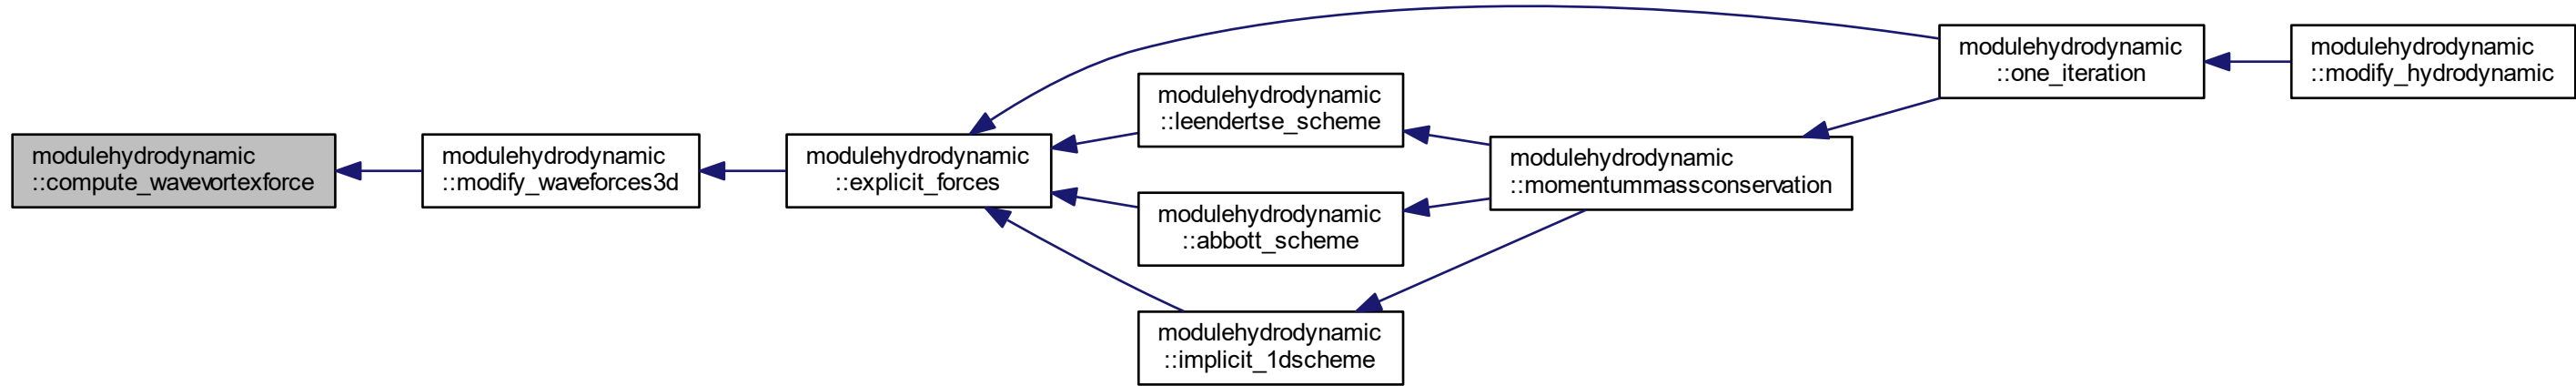 modulehydrodynamic
::compute_wavevortexforce
modulehydrodynamic
::modify_waveforces3d
modulehydrodynamic
::explicit_forces
modulehydrodynamic
::leendertse_scheme
modulehydrodynamic
::abbott_scheme
modulehydrodynamic
::implicit_1dscheme
modulehydrodynamic
::momentummassconservation
modulehydrodynamic
::one_iteration
modulehydrodynamic
::modify_hydrodynamic